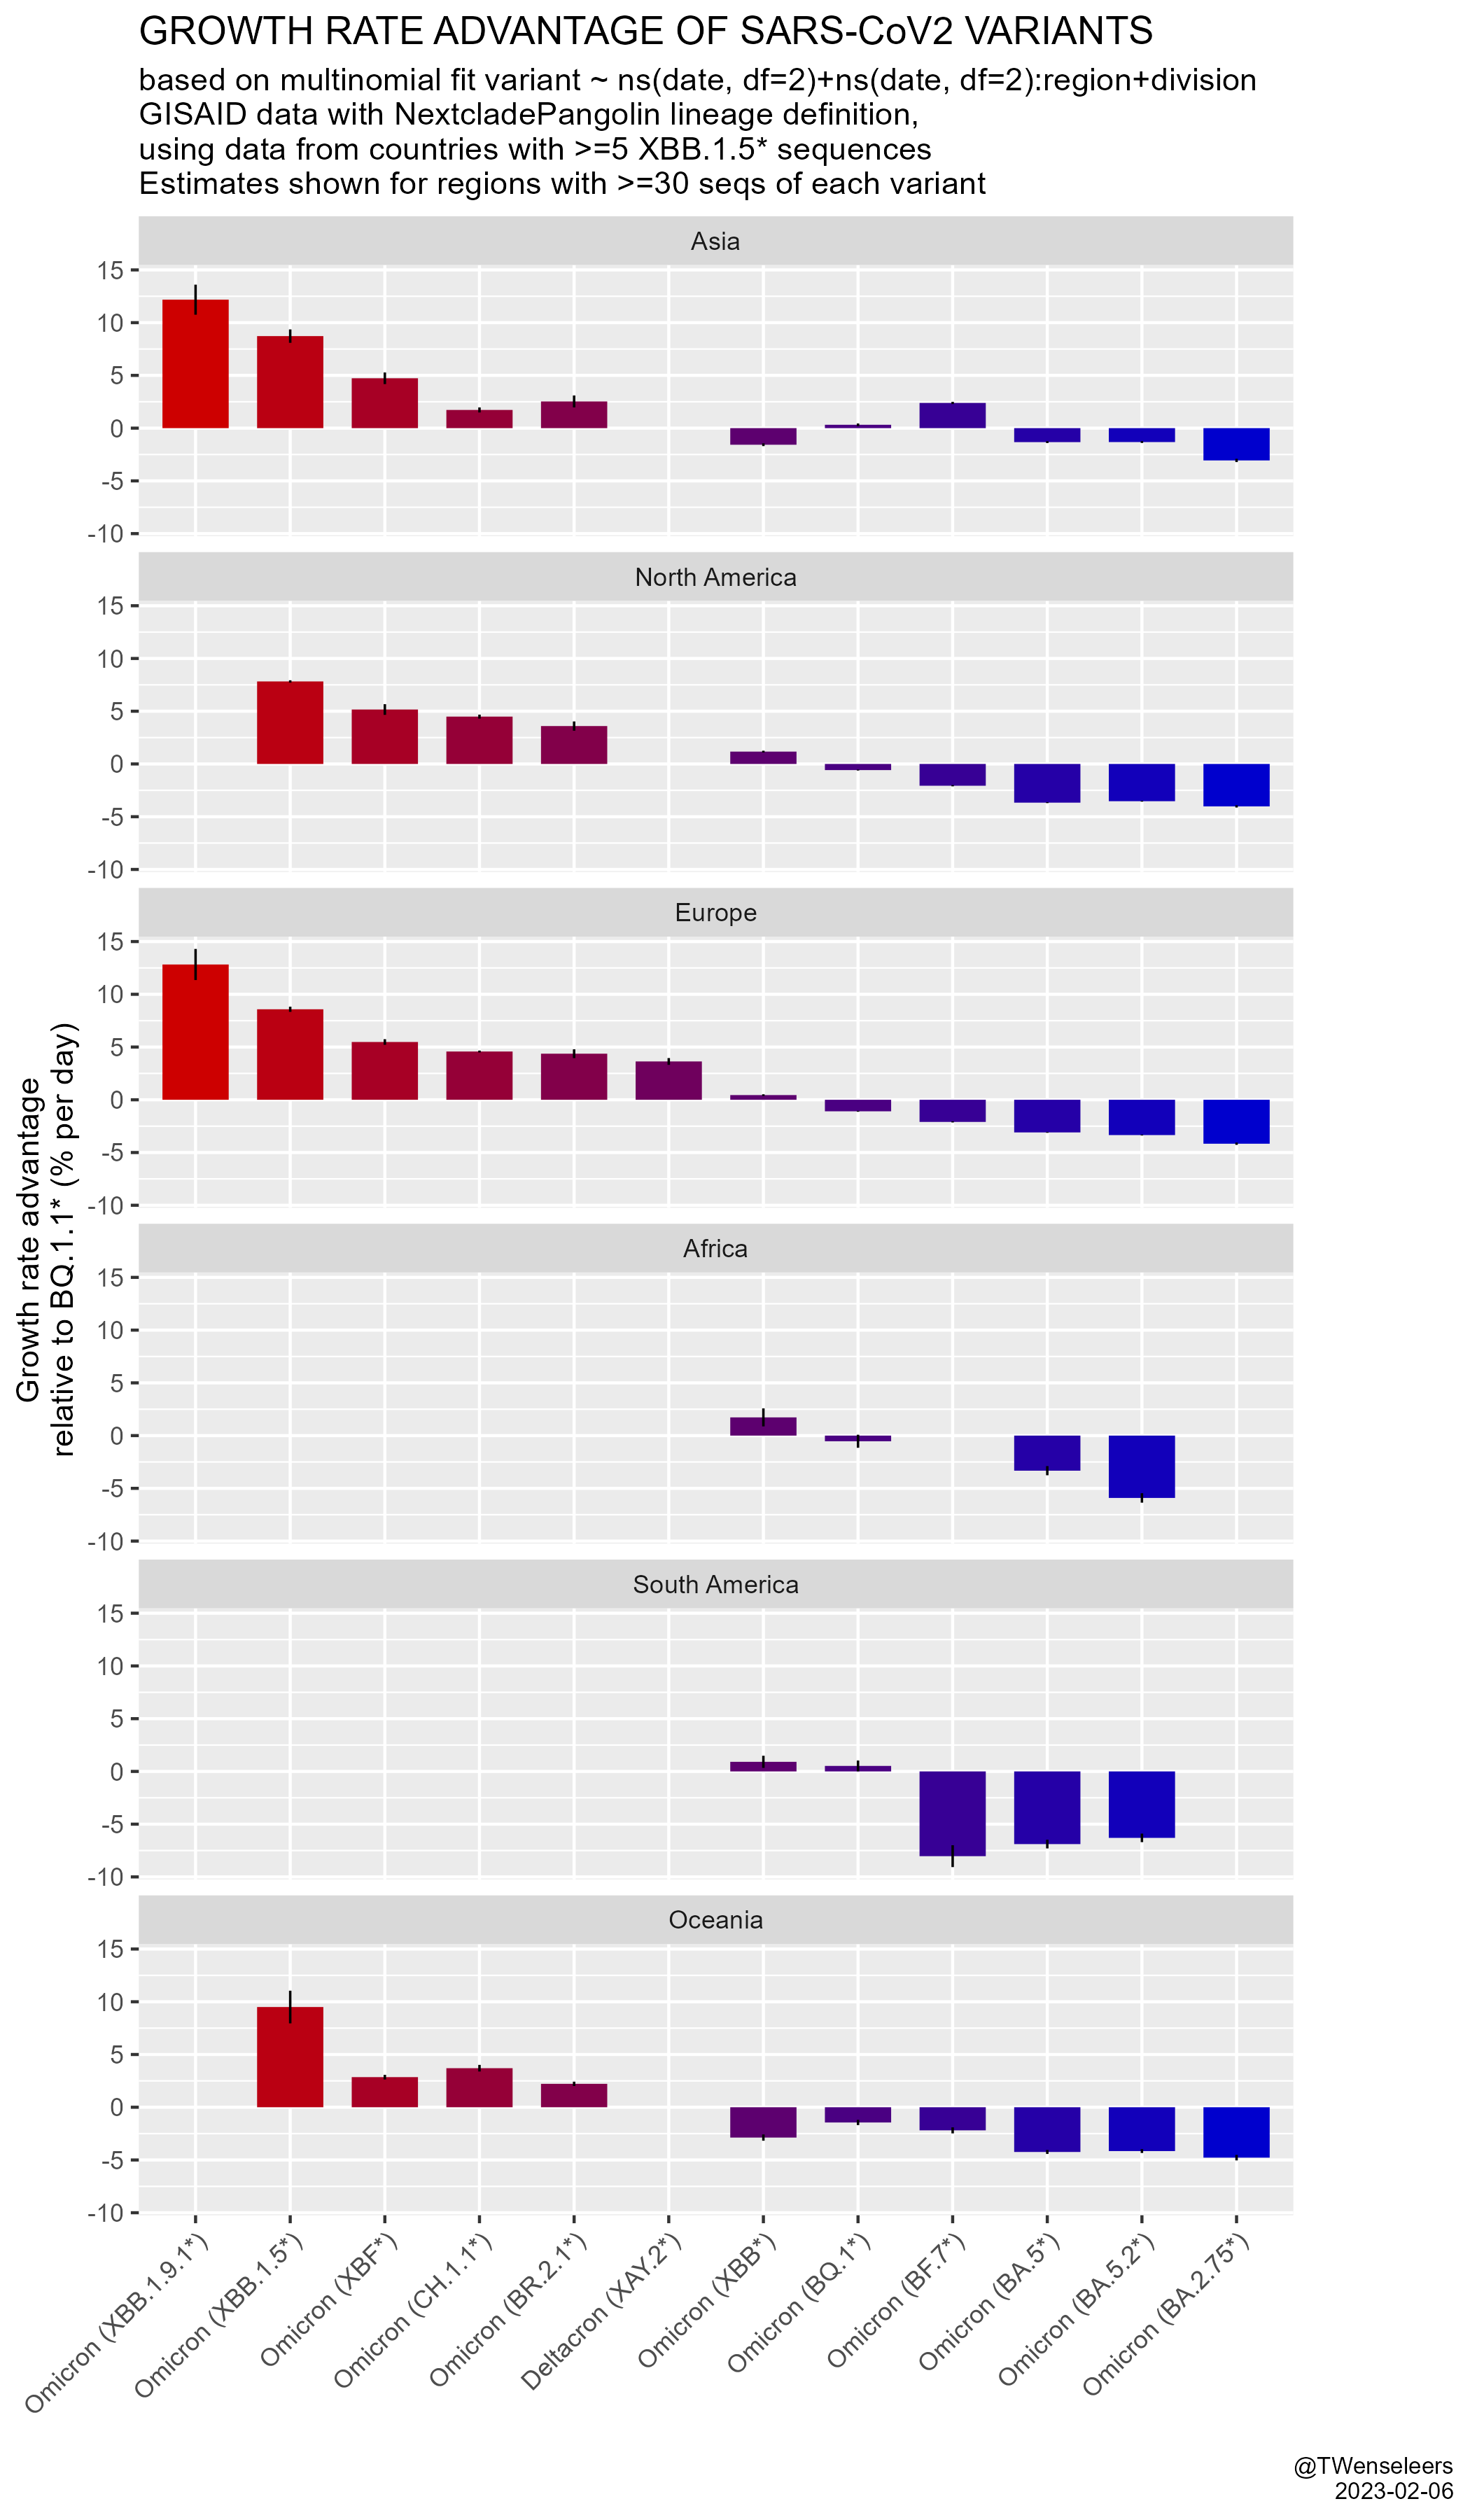 GROWTH RATE ADVANTAGE OF SARS-CoV2 VARIANTS
based on multinomial fit variant ~ ns(date, df=2)+ns(date, df=2):region+division
GISAID data with NextcladePangolin lineage definition,
using data from countries with >=5 XBB.1.5* sequences
Estimates shown for regions with >=30 seqs of each variant
Growth rate advantage
relative to BQ.1.1* (% per day)
Asia
15
10
5
0
-5
-10
North America
15
10
5
0
-5
-10
Europe
15
10
5
0
-5
-10
Africa
15
10
5
0
-5
-10
South America
15
10
5
0
-5
-10
Oceania
15
10
5
0
-5
-10
Omicron (XBB.1.9.1*)
Omicron (XBB.1.5*)
Omicron (XBF*)
Omicron (CH.1.1*)
Omicron (BR.2.1*)
Deltacron (XAY.2*)
Omicron (XBB*)
Omicron (BQ.1*)
Omicron (BF.7*)
Omicron (BA.5*)
Omicron (BA.5.2*)
Omicron (BA.2.75*)
@TWenseleers
2023-02-06